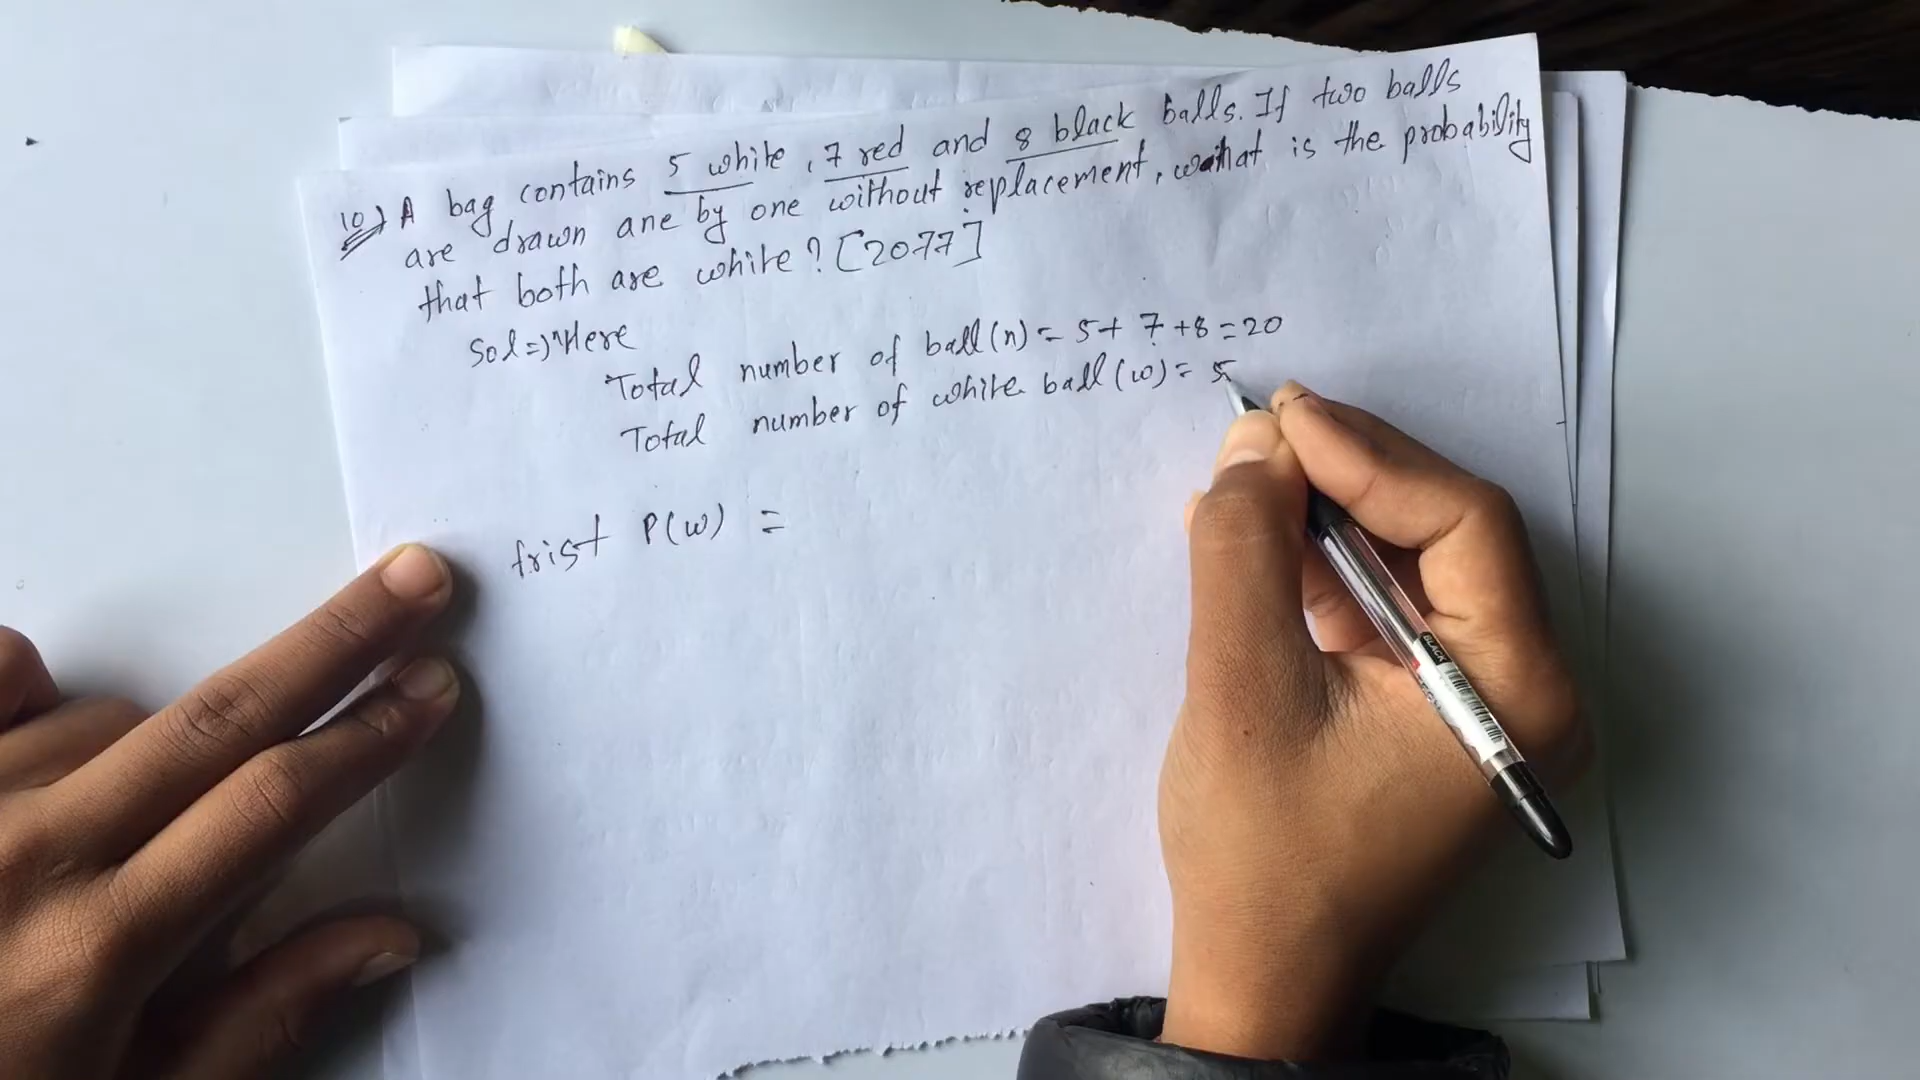 10) A bag contains 5 white, 7 red and 8 black balls. If two balls
are drawn one by one without replacement, what is the probability
that both are white? [2077]
Sol=) Here
Total number of ball(n) = 5+ 7 +8 = 20
Total number of white ball (w) = 5
frist P(w) =
BLACK